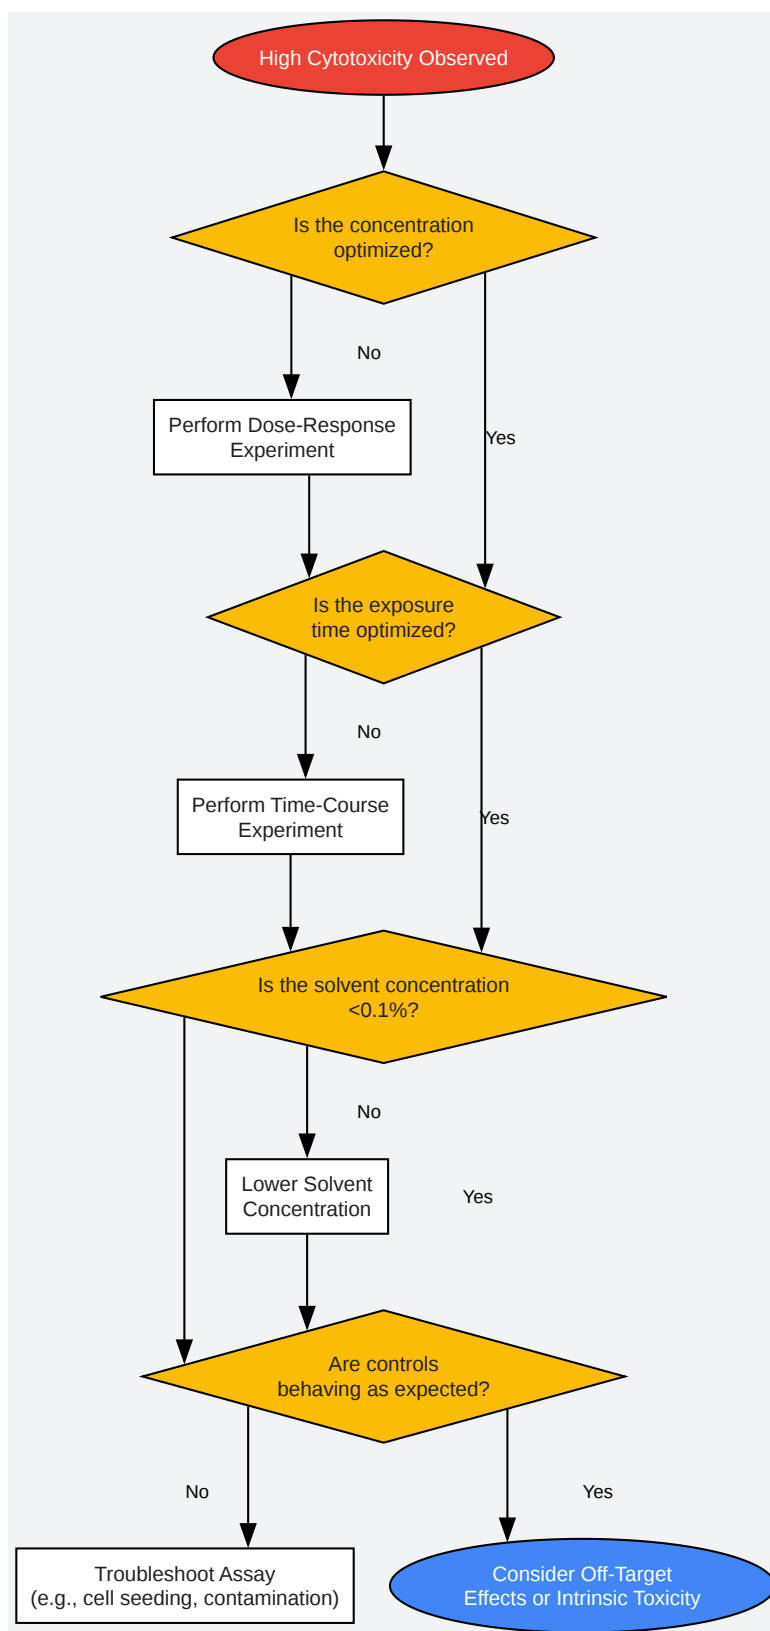 High Cytotoxicity Observed
Is the concentration
optimized?
No
Perform Dose-Response
Experiment
Yes
Is the exposure
time optimized?
No
Perform Time-Course
Experiment
Yes
Is the solvent concentration
<0.1%?
No
Lower Solvent
Concentration
Yes
Are controls
behaving as expected?
No
Yes
Troubleshoot Assay
(e.g., cell seeding, contamination)
Consider Off-Target
Effects or Intrinsic Toxicity